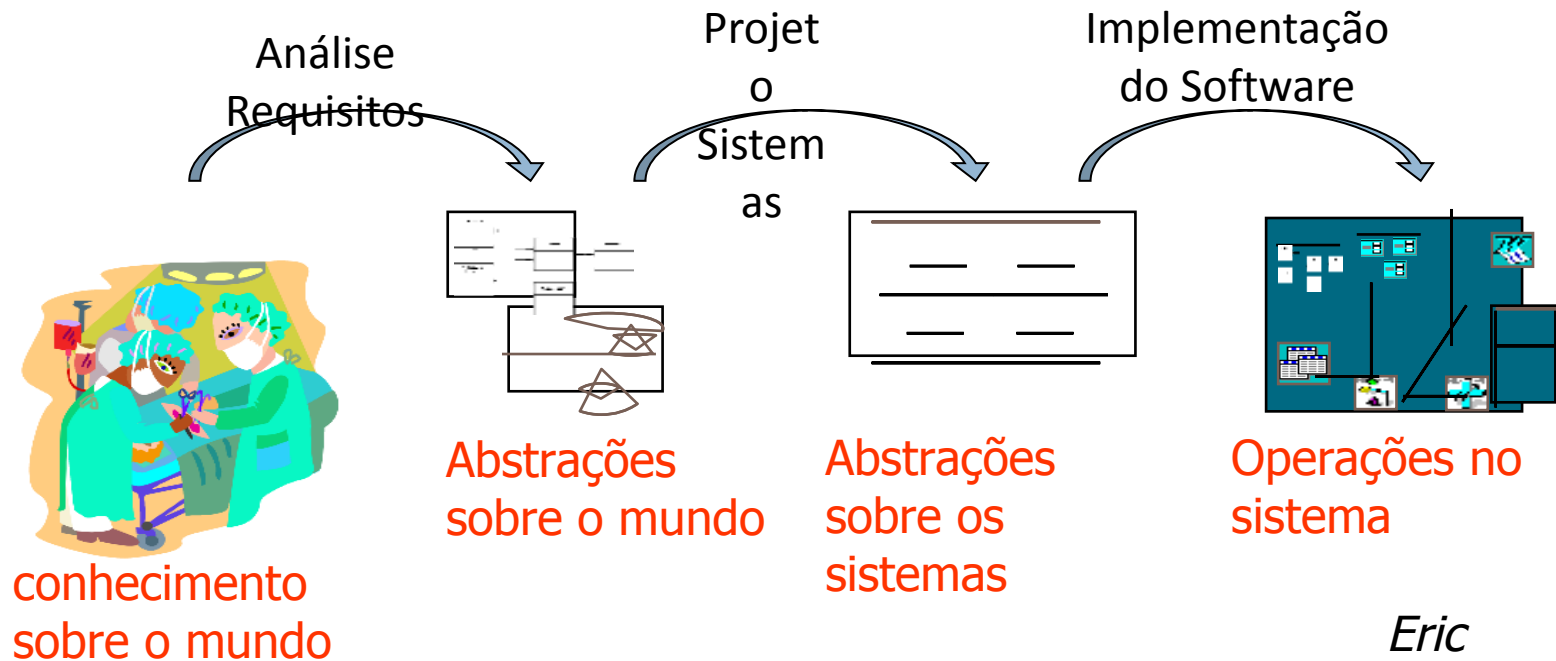 Análise
Requisitos
Projet
o
Sistem
as
Implementação
do Software
conhecimento
sobre o mundo
Abstrações
sobre o mundo
Abstrações
sobre os
sistemas
Operações no
sistema
Eric